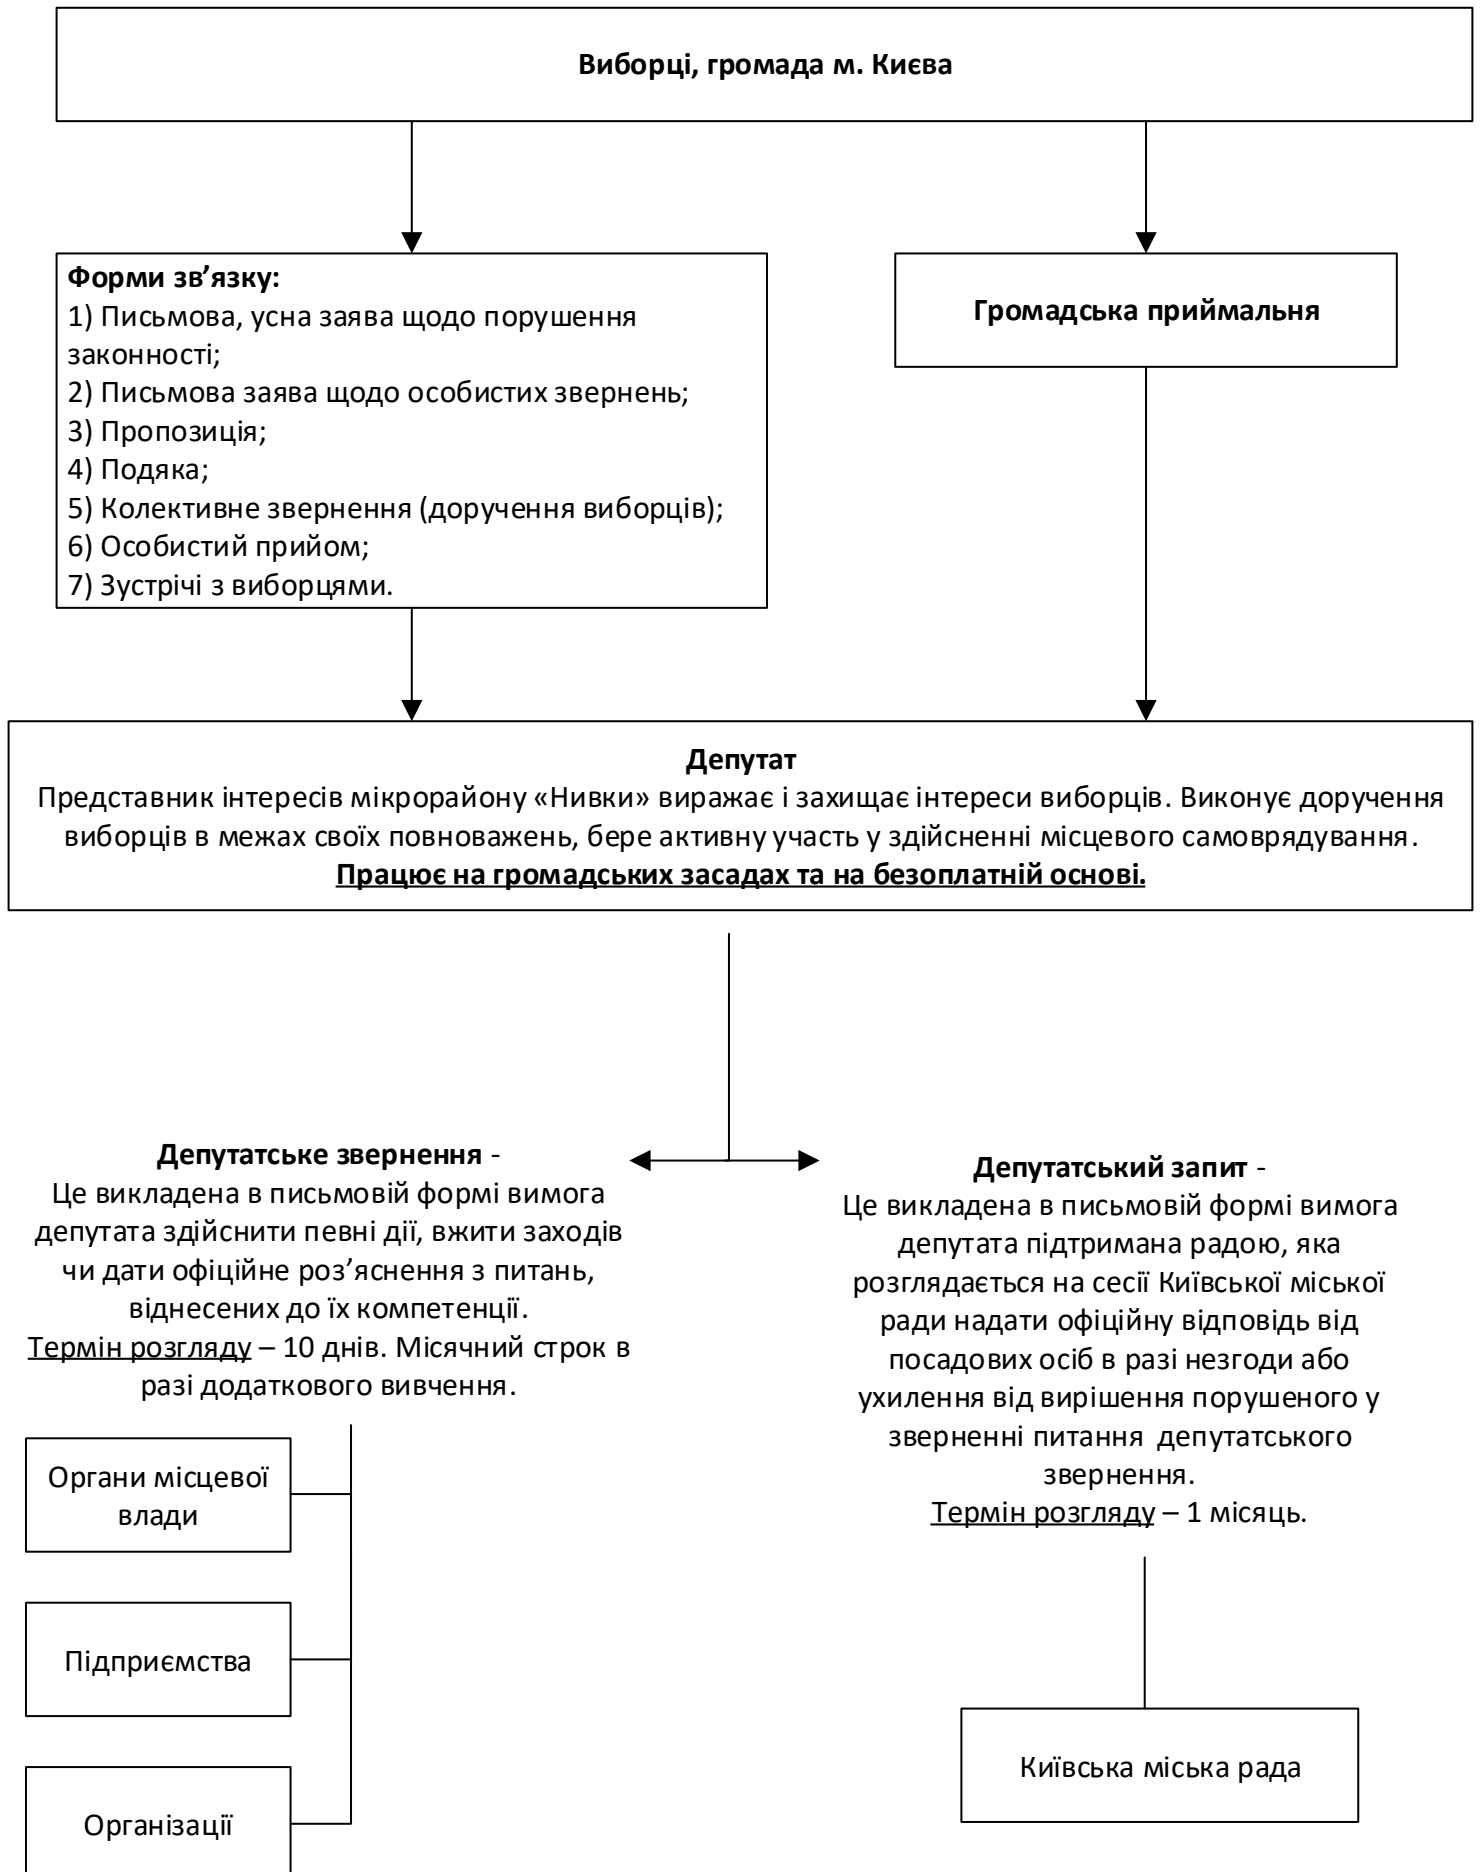 Виборці, громада м. Києва
Форми зв’язку:
1) Письмова, усна заява щодо порушення
законності;
2) Письмова заява щодо особистих звернень;
3) Пропозиція;
4) Подяка;
5) Колективне звернення (доручення виборців);
6) Особистий прийом;
7) Зустрічі з виборцями.
Громадська приймальня
Депутат
Представник інтересів мікрорайону «Нивки» виражає і захищає інтереси виборців. Виконує доручення
виборців в межах своїх повноважень, бере активну участь у здійсненні місцевого самоврядування.
Працює на громадських засадах та на безоплатній основі.
Депутатське звернення -
Це викладена в письмовій формі вимога
депутата здійснити певні дії, вжити заходів
чи дати офіційне роз’яснення з питань,
віднесених до їх компетенції.
Термін розгляду – 10 днів. Місячний строк в
разі додаткового вивчення.
Органи місцевої
влади
Підприємства
Організації
Депутатський запит -
Це викладена в письмовій формі вимога
депутата підтримана радою, яка
розглядається на сесії Київської міської
ради надати офіційну відповідь від
посадових осіб в разі незгоди або
ухилення від вирішення порушеного у
зверненні питання  депутатського
звернення.
Термін розгляду – 1 місяць.
Київська міська рада